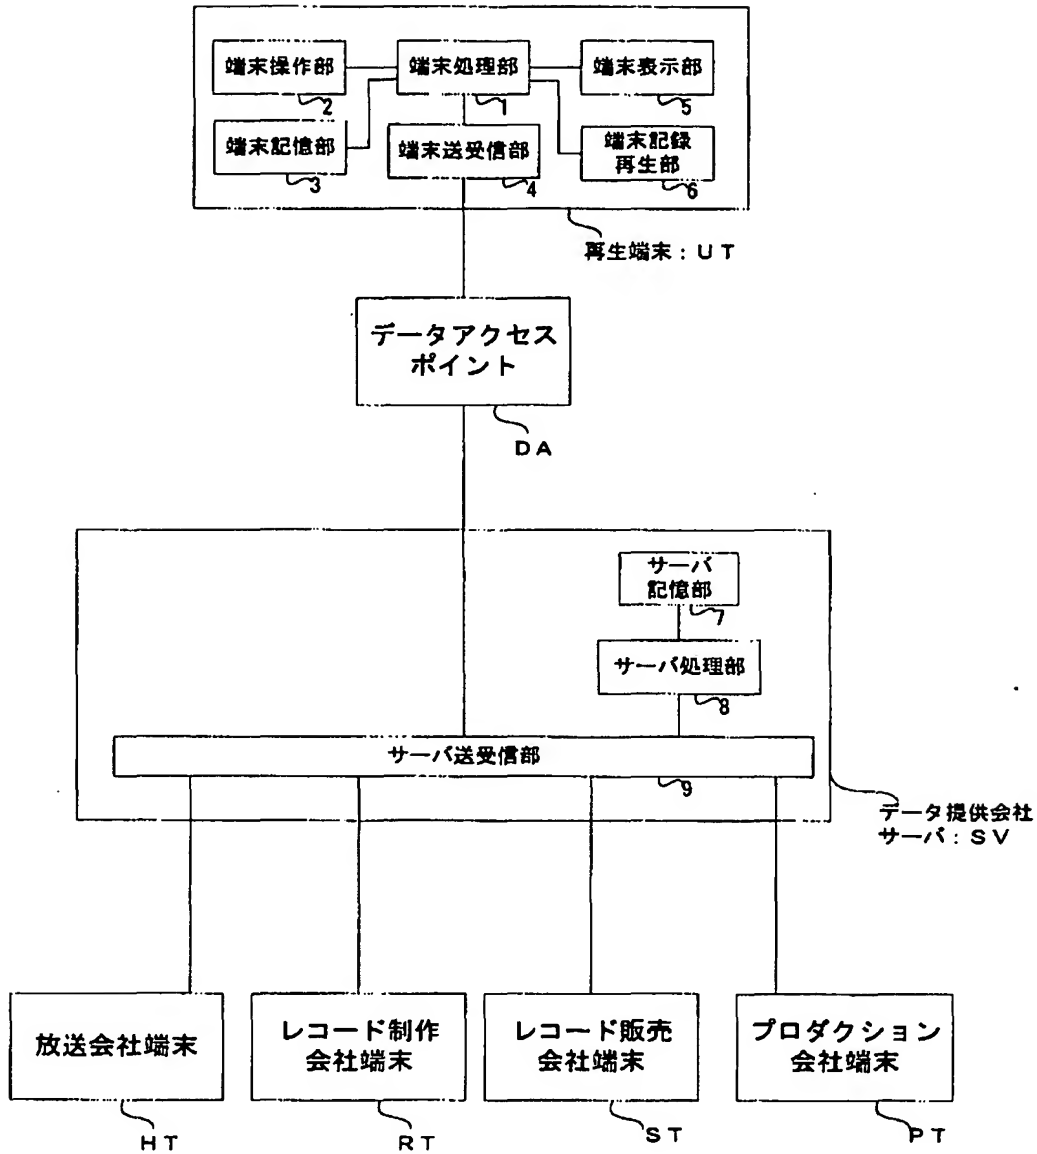 端末操作部
端末処理部
端末表示部
2
1
5
端末記憶部
端末送受信部
端末記録
再生部
3
4
6
再生端末：UT
データアクセス
ポイント
DA
サーバ
記憶部
7
サーバ処理部
8
サーバ送受信部
9
データ提供会社
サーバ：SV
放送会社端末
レコード制作
会社端末
レコード販売
会社端末
プロダクション
会社端末
HT
RT
ST
PT